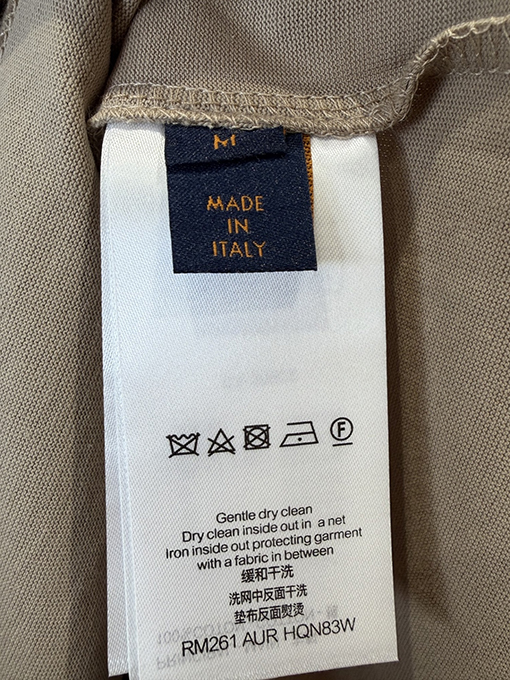 M
MADE
IN
ITALY
F
Gentle dry clean
Dry clean inside out in a net
Iron inside out protecting garment
with a fabric in between
缓和干洗
洗网中反面干洗
垫布反面熨烫
RM261 AUR HQN83W